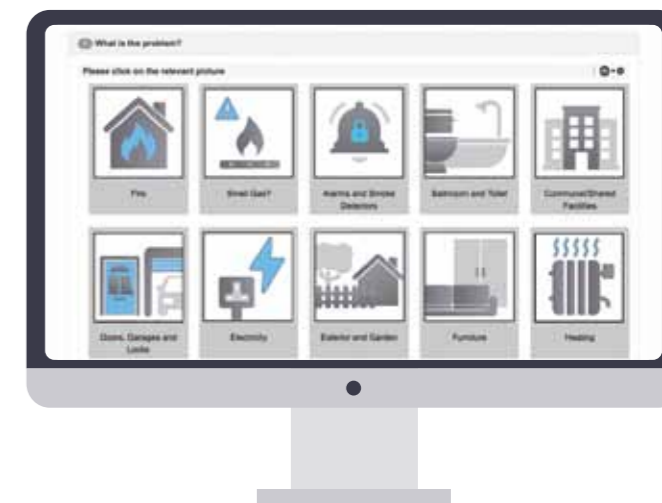 What is the problem?
Please click on the relevant picture
Fire
Smell Gas?
Alarms and Smoke
Detectors
Bathroom and Toilet
Communal/Shared
Facilities
Doors, Garages and
Locks
Electricity
Exterior and Garden
Furniture
Heating